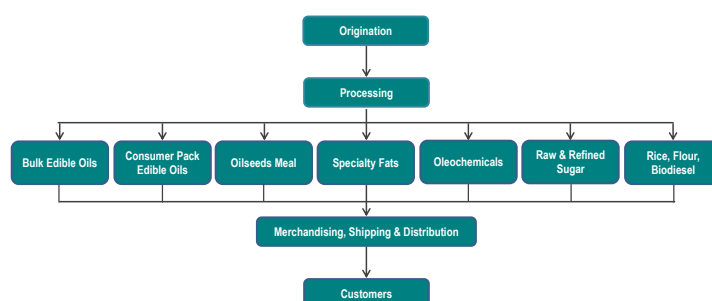 Origination
Processing
Bulk Edible Oils
Consumer Pack
Edible Oils
Oilseeds Meal
Specialty Fats
Oleochemicals
Raw & Refined
Sugar
Rice, Flour,
Biodiesel
Merchandising, Shipping & Distribution
Customers